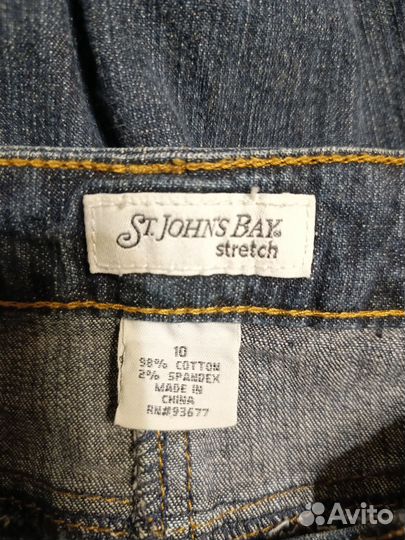 ST. JOHN'S BAY.
stretch
10
98% COTTON
2% SPANDEX
MADE IN
CHINA
RN#93677
Avito